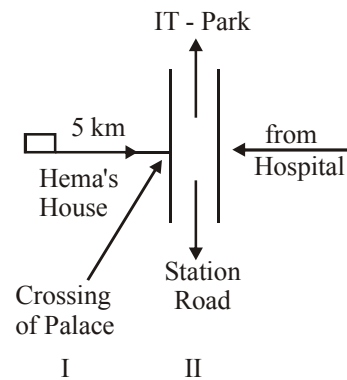 IT - Park
5 km
from
Hospital
Hema's
House
Station
Road
Crossing
of Palace
I
II